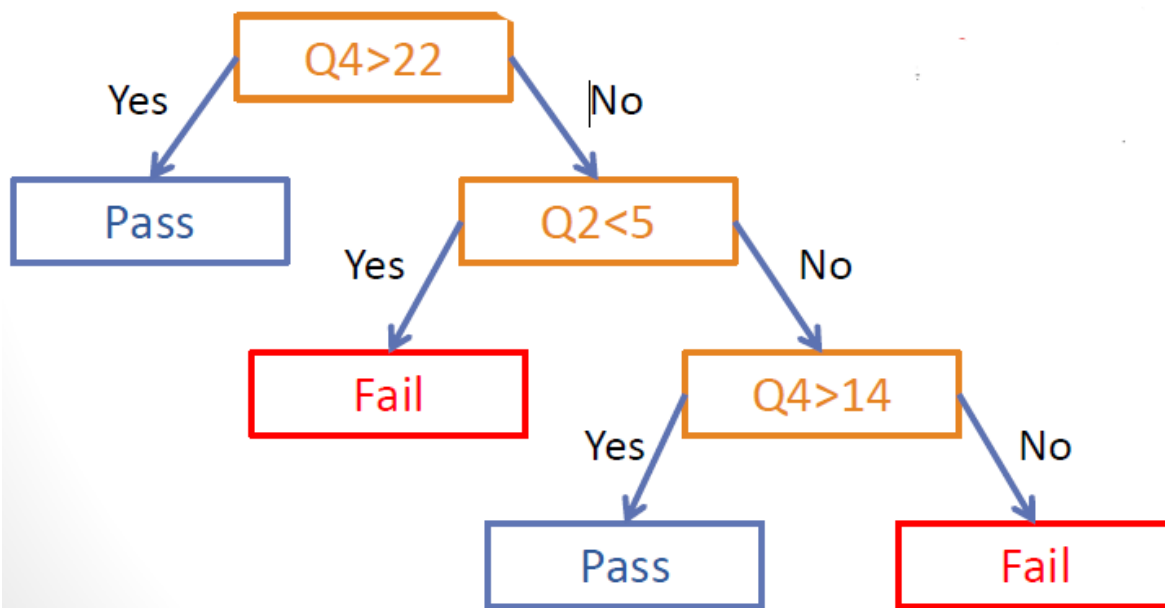 Q4>22
Yes
No
Pass
Q2<5
Yes
No
Fail
Q4>14
Yes
No
Pass
Fail